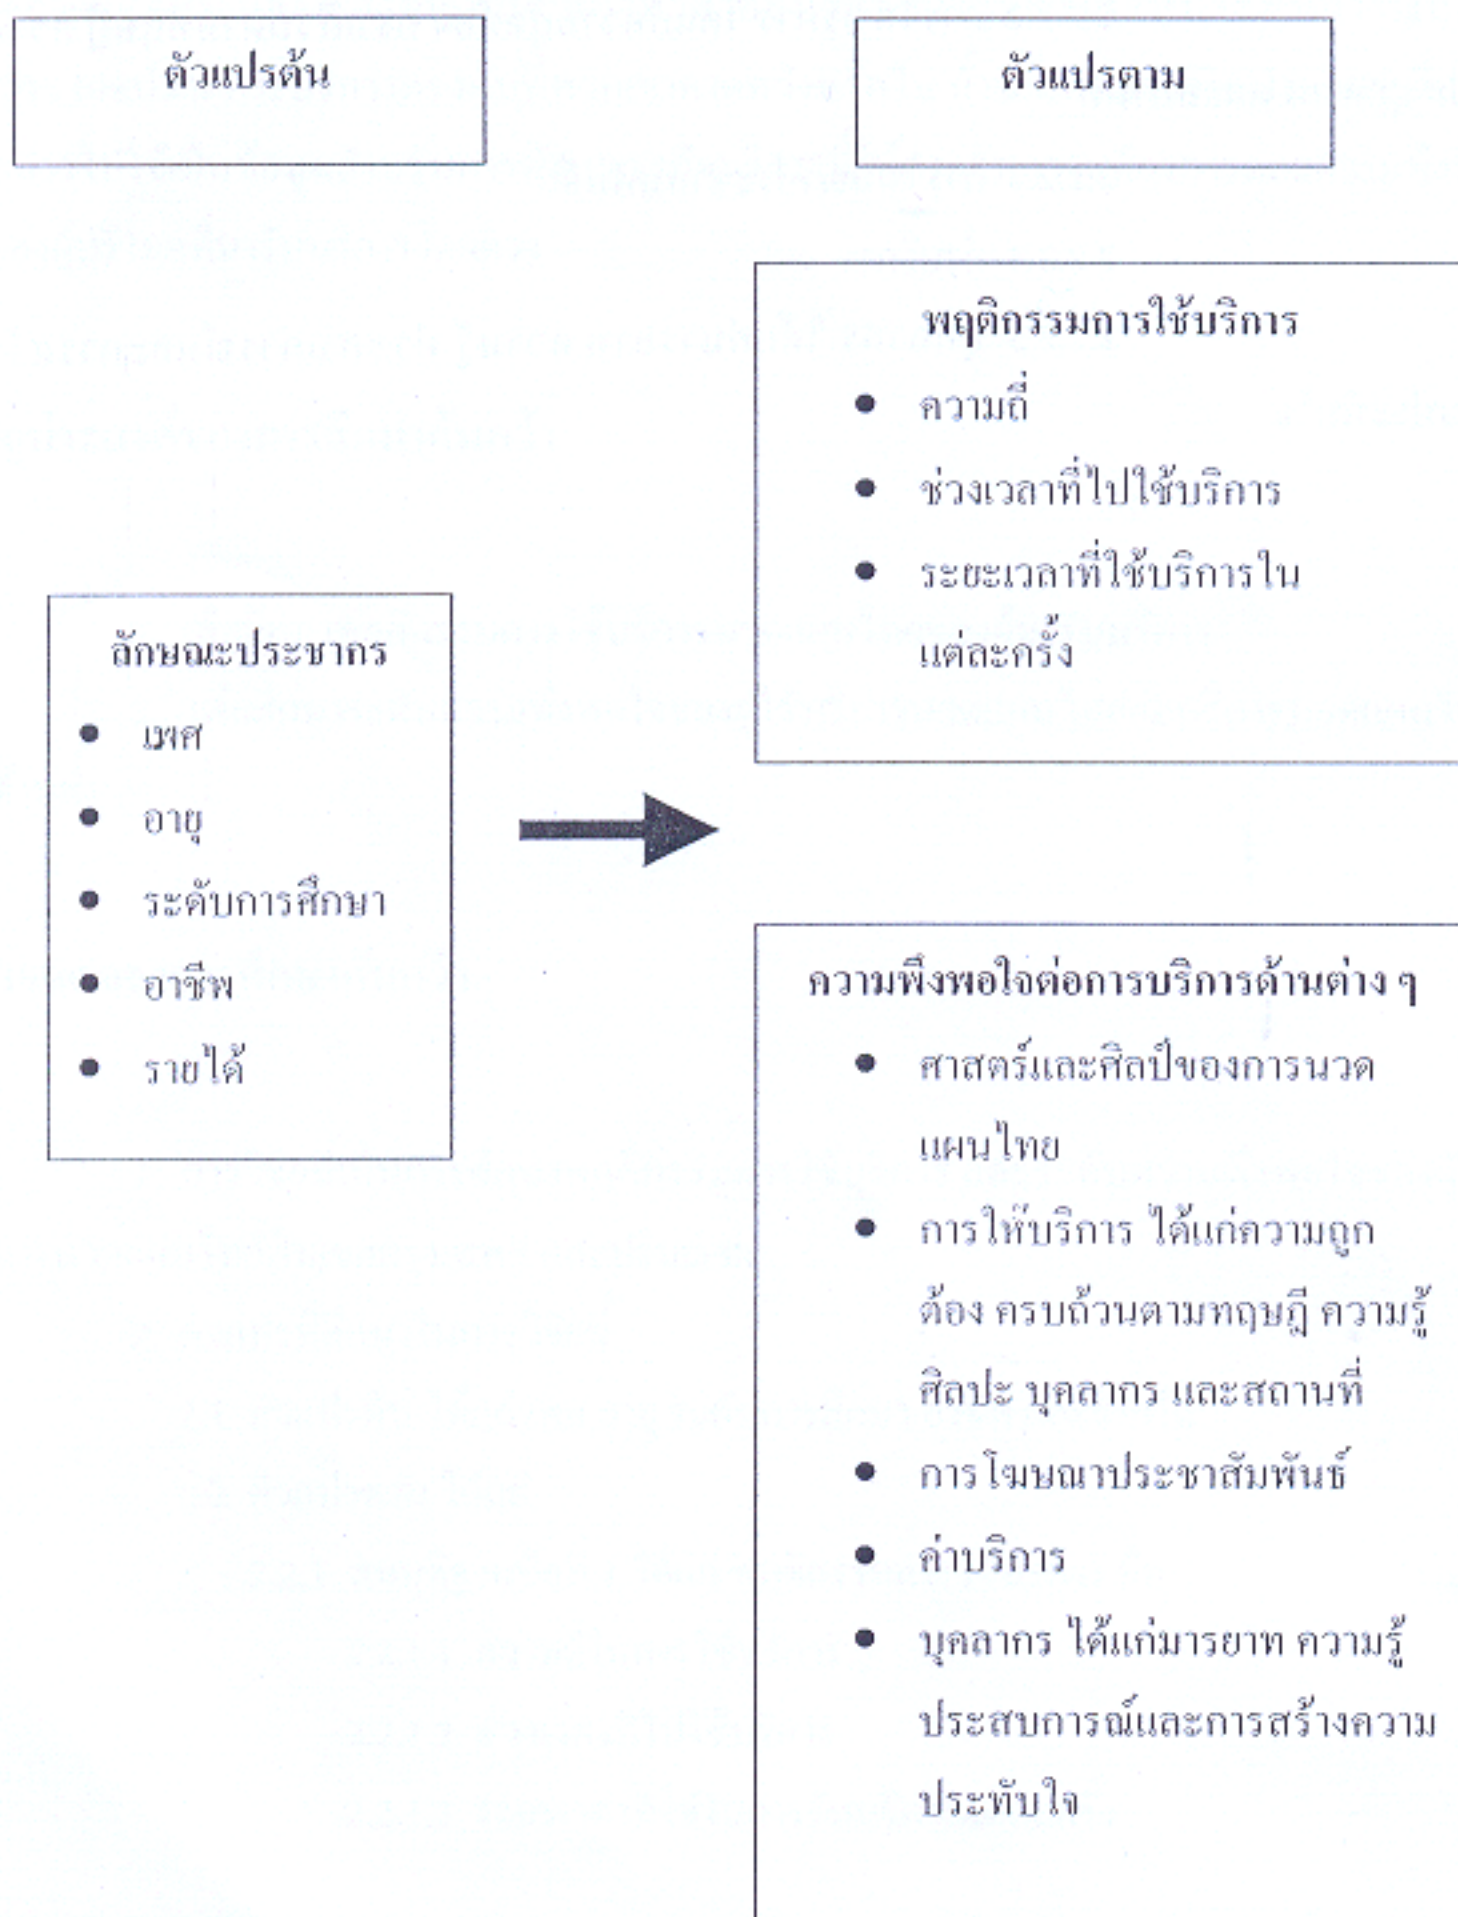 ตัวแปรต้น
ตัวแปรตาม
พฤติกรรมการใช้บริการ
● ความถี่
● ช่วงเวลาที่ไปใช้บริการ
● ระยะเวลาที่ใช้บริการใน
แต่ละครั้ง
ลักษณะประชากร
● เพศ
● อายุ
● ระดับการศึกษา
● อาชีพ
● รายได้
ความพึงพอใจต่อการบริการด้านต่าง ๆ
● ศาสตร์และศิลป์ของการนวด
แผนไทย
● การให้บริการ ได้แก่ความถูก
ต้อง ครบถ้วนตามทฤษฎี ความรู้
ศิลปะ บุคลากร และสถานที่
● การโฆษณาประชาสัมพันธ์
● ค่าบริการ
● บุคลากร ได้แก่มารยาท ความรู้
ประสบการณ์และการสร้างความ
ประทับใจ